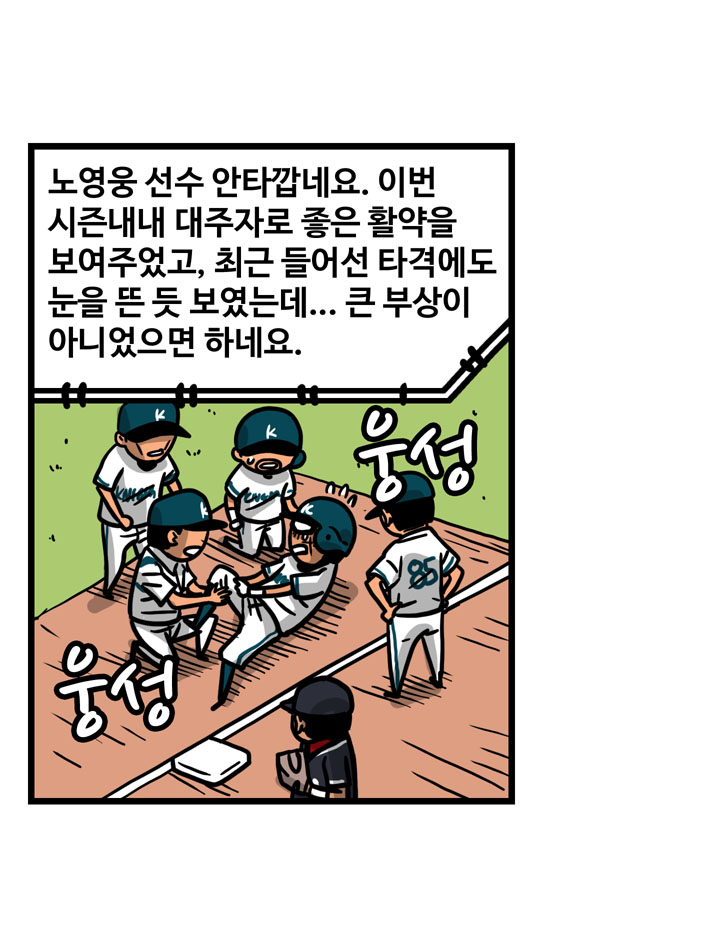 노영웅 선수 안타깝네요. 이번
시즌내내 대주자로 좋은 활약을
보여주었고, 최근 들어선 타격에도
눈을 뜬 듯 보였는데... 큰 부상이
아니었으면 하네요.
웅성
K
K
K
K
85
웅성